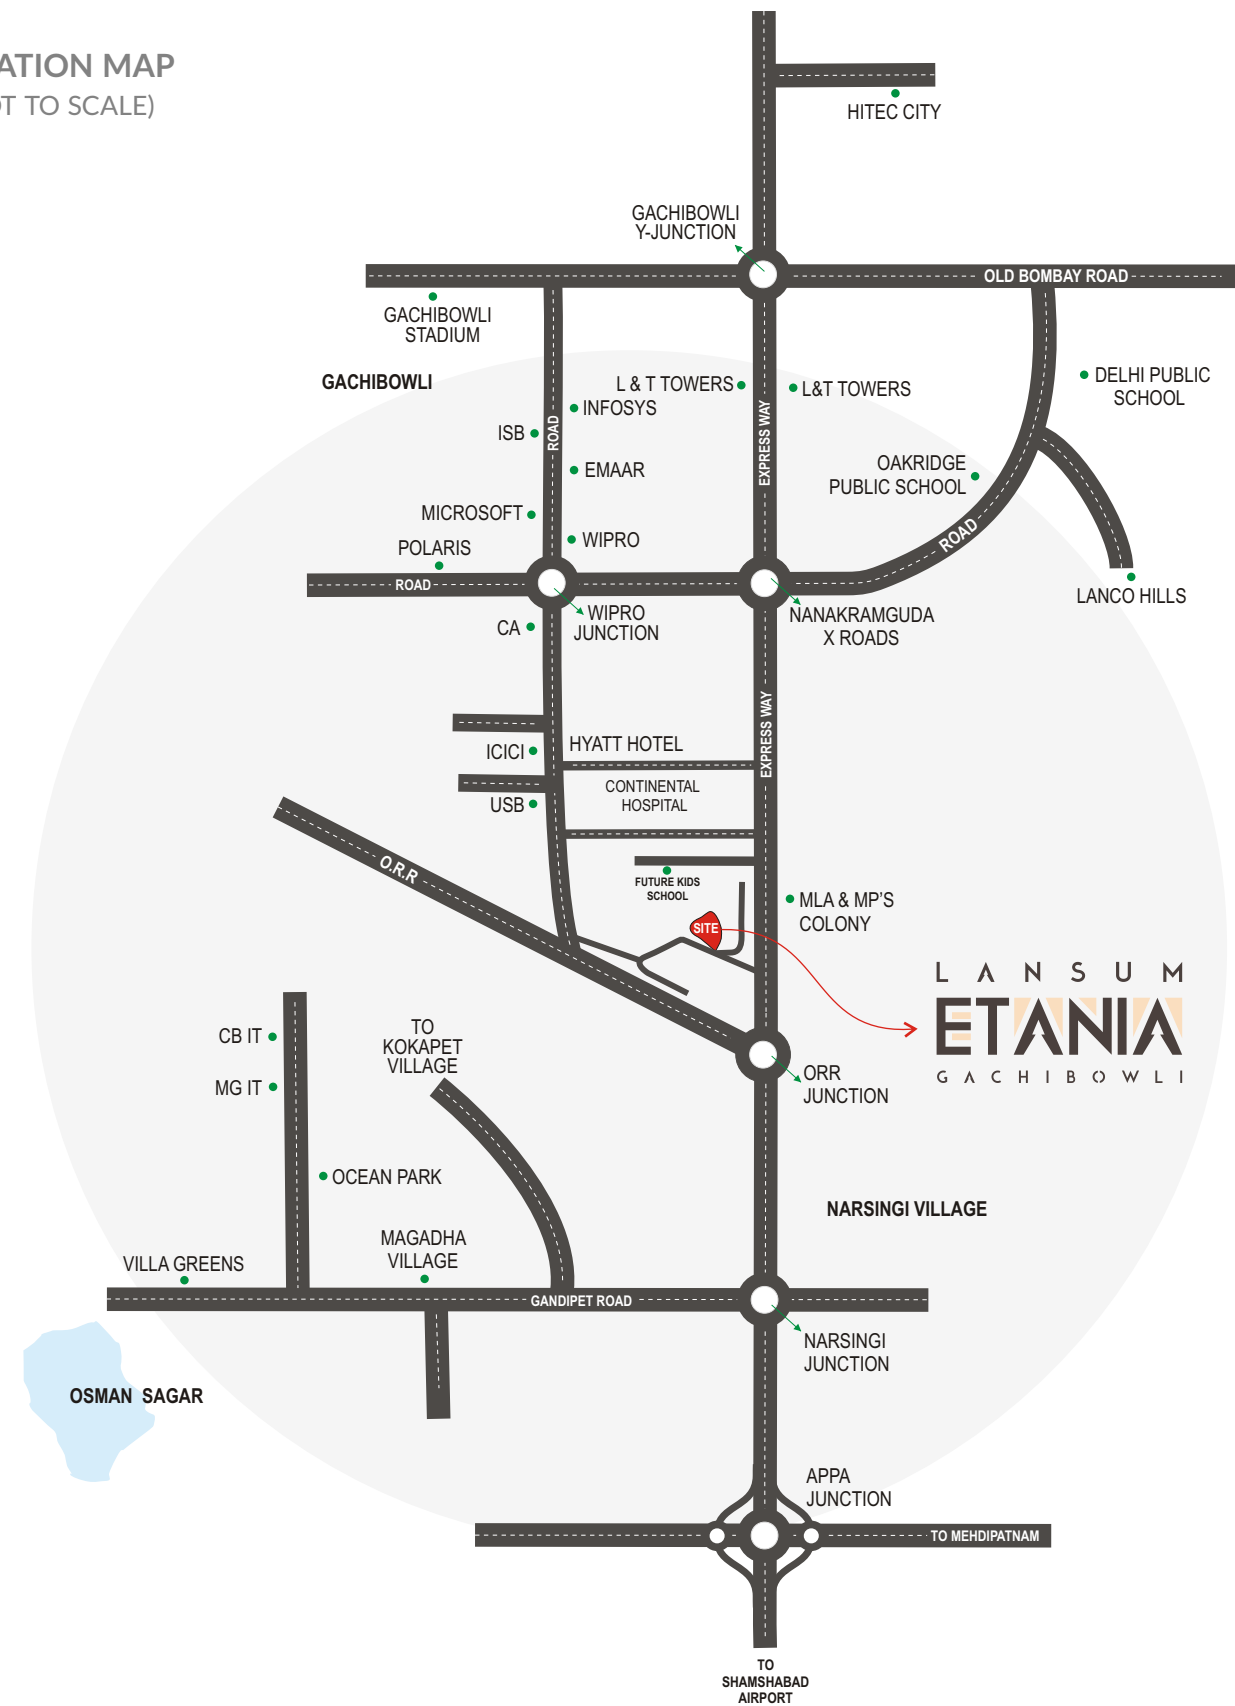 ATION MAP
OT TO SCALE)
HITEC CITY
GACHIBOWLI
Y-JUNCTION
OLD BOMBAY ROAD
GACHIBOWLI
STADIUM
GACHIBOWLI
L & T TOWERS
L&T TOWERS
DELHI PUBLIC
SCHOOL
INFOSYS
ISB
ROAD
EXPRESS WAY
EMAAR
OAKRIDGE
PUBLIC SCHOOL
MICROSOFT
WIPRO
ROAD
POLARIS
ROAD
LANCO HILLS
CA
WIPRO
JUNCTION
NANAKRAMGUDA
X ROADS
EXPRESS WAY
ICICI
HYATT HOTEL
CONTINENTAL
HOSPITAL
USB
O.R.R
FUTURE KIDS
SCHOOL
MLA & MP'S
COLONY
SITE
LANSUM
ETANIA
GACHIBOWLI
CB IT
TO
KOKAPET
VILLAGE
MG IT
ORR
JUNCTION
OCEAN PARK
NARSINGI VILLAGE
MAGADHA
VILLAGE
VILLA GREENS
GANDIPET ROAD
NARSINGI
JUNCTION
OSMAN SAGAR
APPA
JUNCTION
TO MEHDIPATNAM
TO
SHAMSHABAD
AIRPORT